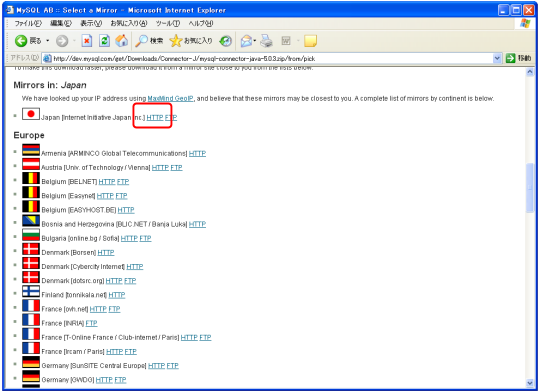 MySQL AB :: Select a Mirror - Microsoft Internet Explorer
ファイル(F) 編集(E) 表示(V) お気に入り(A) ツール(T) ヘルプ(H)
戻る 検索 お気に入り
アドレス(D) http://dev.mysql.com/get/Downloads/Connector-J/mysql-connector-java-5.0.3.zip/from/pick 移動
To make this download faster, please download it from a mirror site close to you from the lists below.
Mirrors in: Japan
We have looked up your IP address using MaxMind GeoIP, and believe that these mirrors may be closest to you. A complete list of mirrors by continent is below.
Japan [Internet Initiative Japan Inc.] HTTP FTP
Europe
Armenia [ARMINCO Global Telecommunications] HTTP
Austria [Univ. of Technology / Vienna] HTTP FTP
Belgium [BELNET] HTTP FTP
Belgium [Easynet] HTTP FTP
Belgium [EASYHOST.BE] HTTP FTP
Bosnia and Herzegovina [BLIC.NET / Banja Luka] HTTP
Bulgaria [online.bg / Sofia] HTTP FTP
Denmark [Borsen] HTTP
Denmark [Cybercity Internet] HTTP
Denmark [dotsrc.org] HTTP FTP
Finland [tonnikala.net] HTTP
France [ovh.net] HTTP FTP
France [INRIA] FTP
France [T-Online France / Club-internet / Paris] HTTP FTP
France [Ircam / Paris] HTTP FTP
Germany [SunSITE Central Europe] HTTP FTP
Germany [GWDG] HTTP FTP